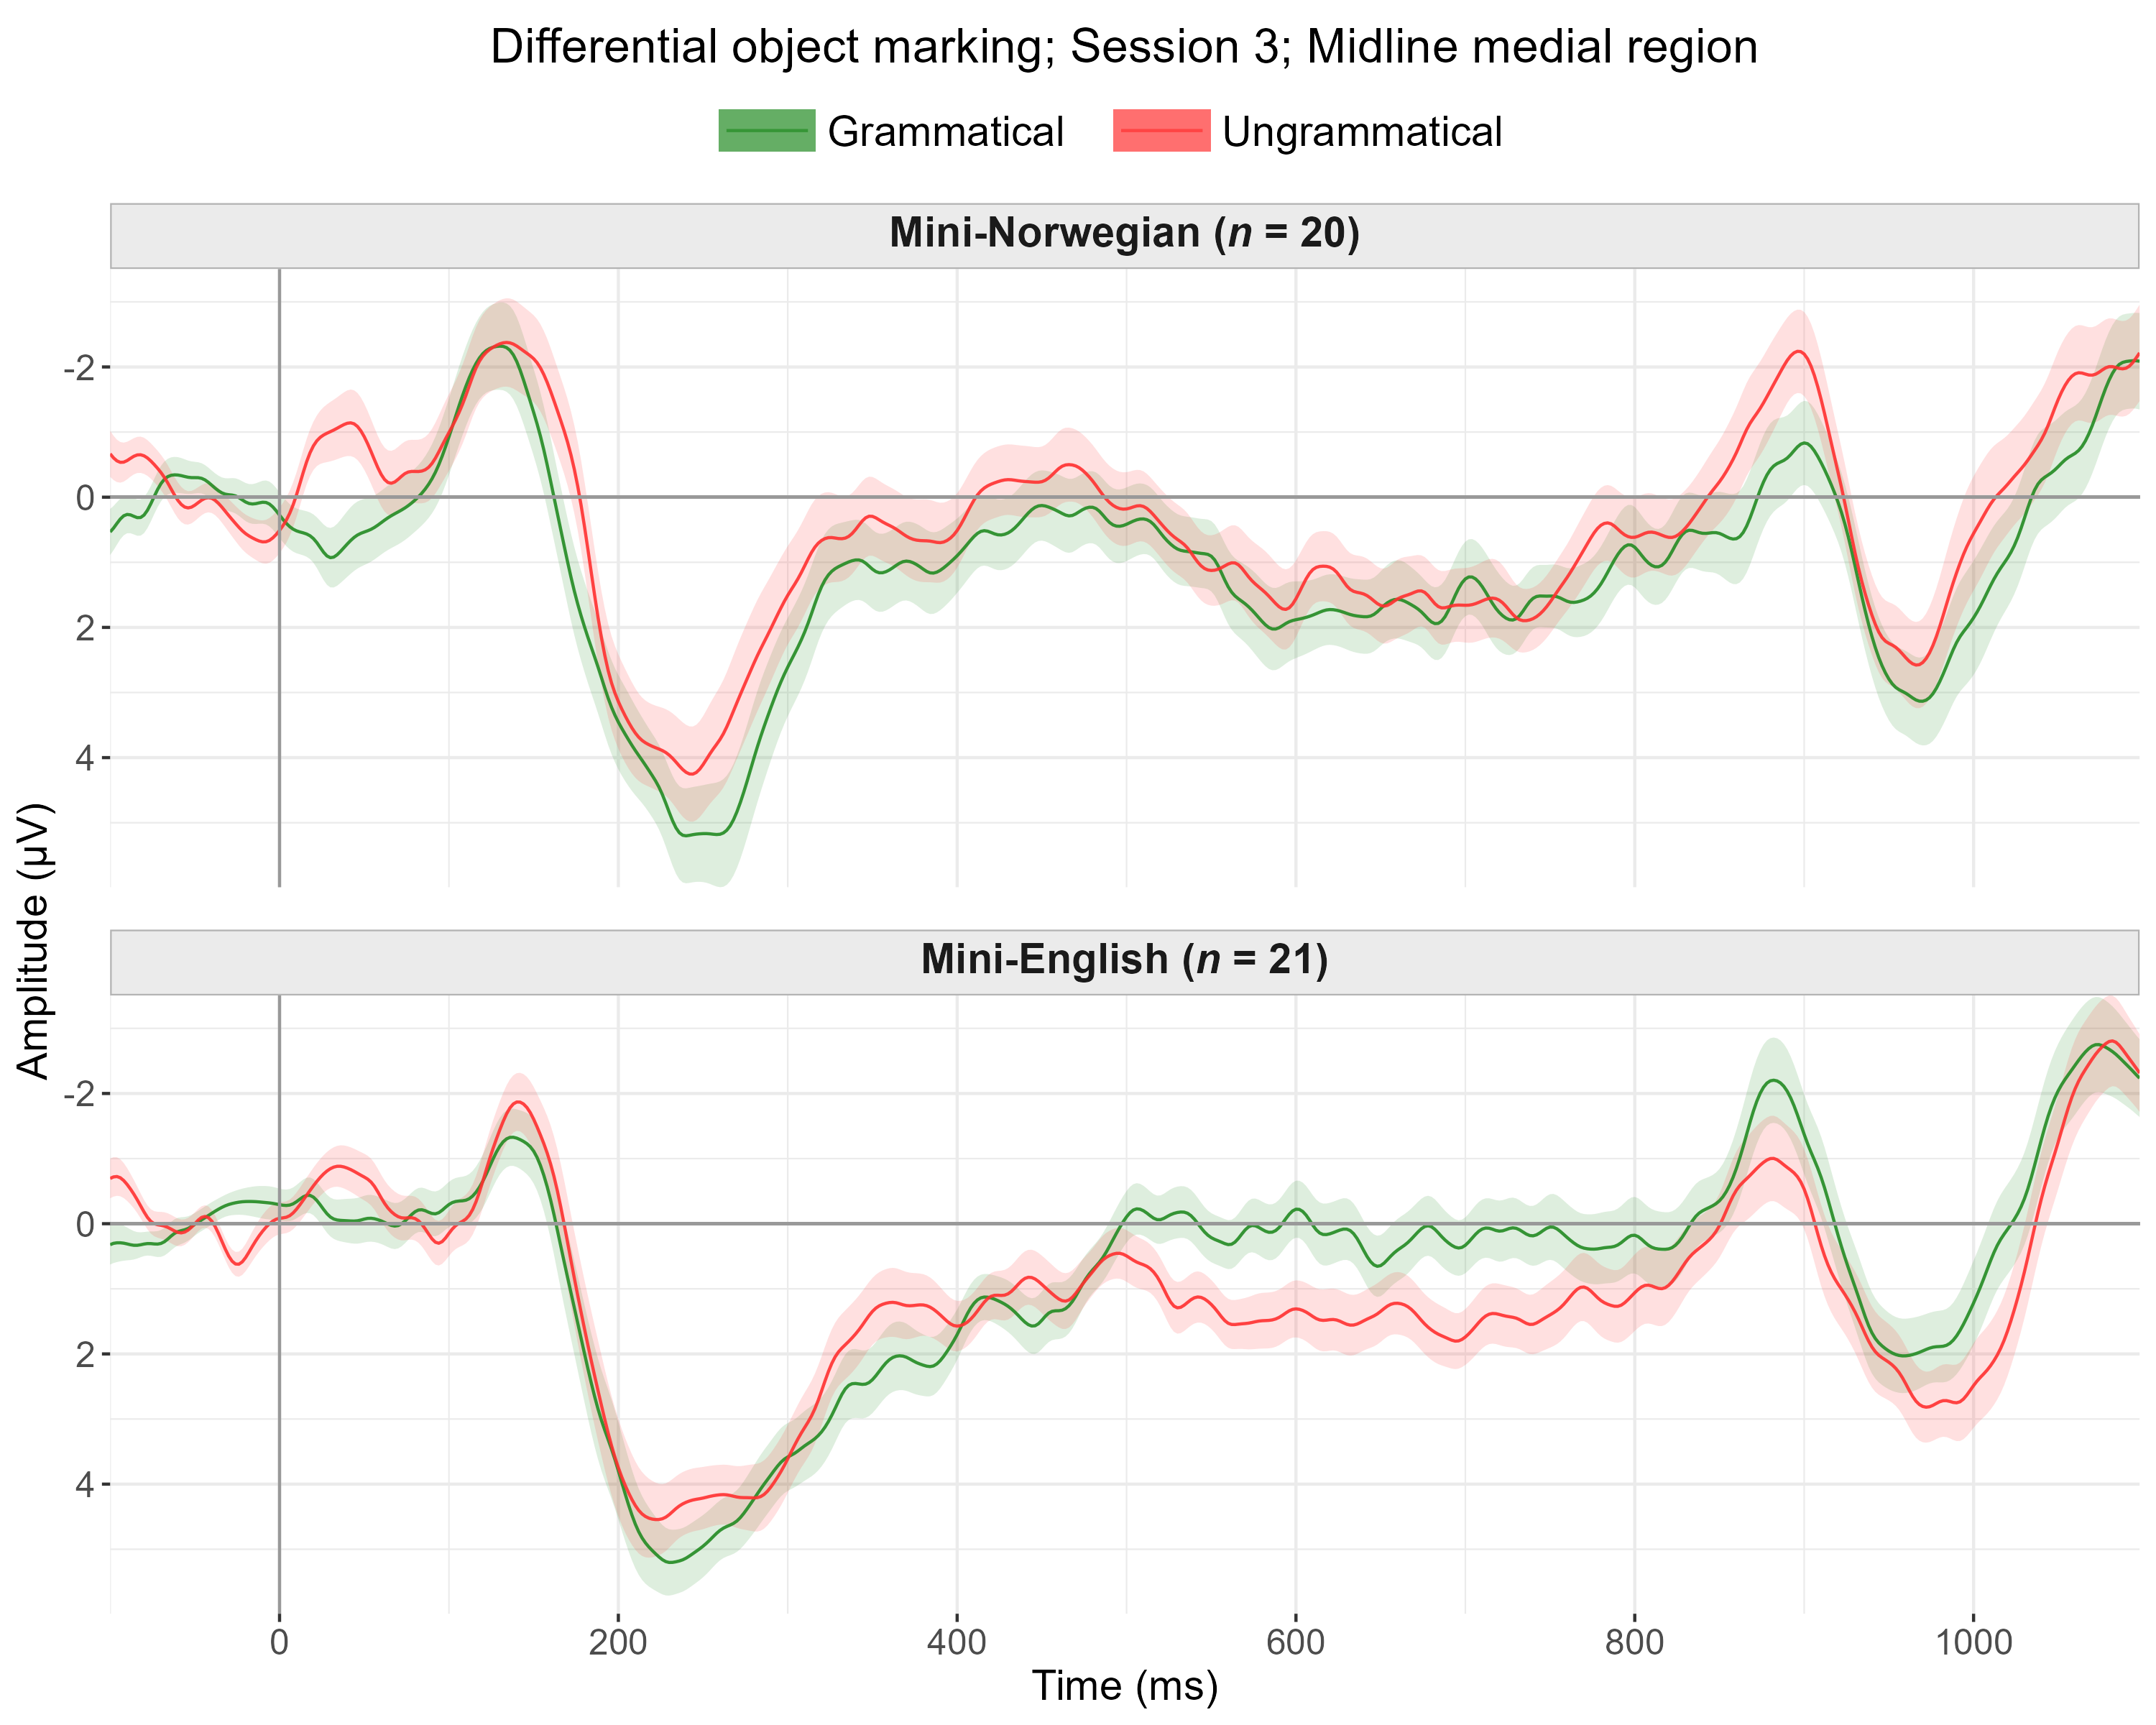 Differential object marking; Session 3; Midline medial region
Grammatical Ungrammatical
Mini-Norwegian (n = 20)
-2
0
2
4
Amplitude (µV)
Mini-English (n = 21)
-2
0
2
4
0 200 400 600 800 1000
Time (ms)